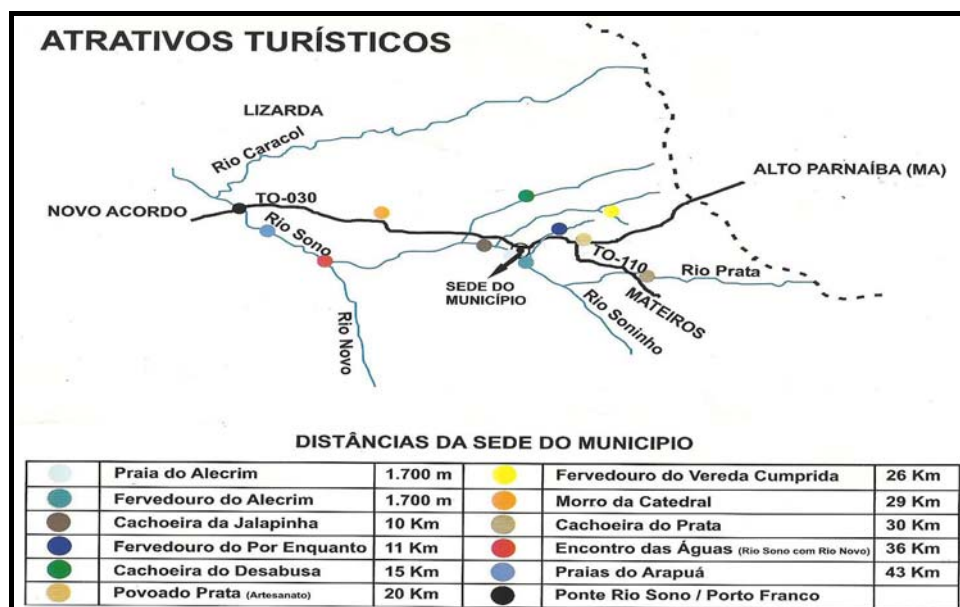 ATRATIVOS TURÍSTICOS
LIZARDA
Rio Caracol
ALTO PARNAÍBA (MA)
NOVO ACORDO
TO-030
Rio Sono
TO-110
Rio Prata
SEDE DO
MUNICÍPIO
MATEIROS
Rio Soninho
Rio Novo
DISTÂNCIAS DA SEDE DO MUNICIPIO
Praia do Alecrim 1.700 m Fervedouro do Vereda Cumprida 26 Km
Fervedouro do Alecrim 1.700 m Morro da Catedral 29 Km
Cachoeira da Jalapinha 10 Km Cachoeira do Prata 30 Km
Fervedouro do Por Enquanto 11 Km Encontro das Águas (Rio Sono com Rio Novo) 36 Km
Cachoeira do Desabusa 15 Km Praias do Arapuá 43 Km
Povoado Prata (Artesanato) 20 Km Ponte Rio Sono / Porto Franco